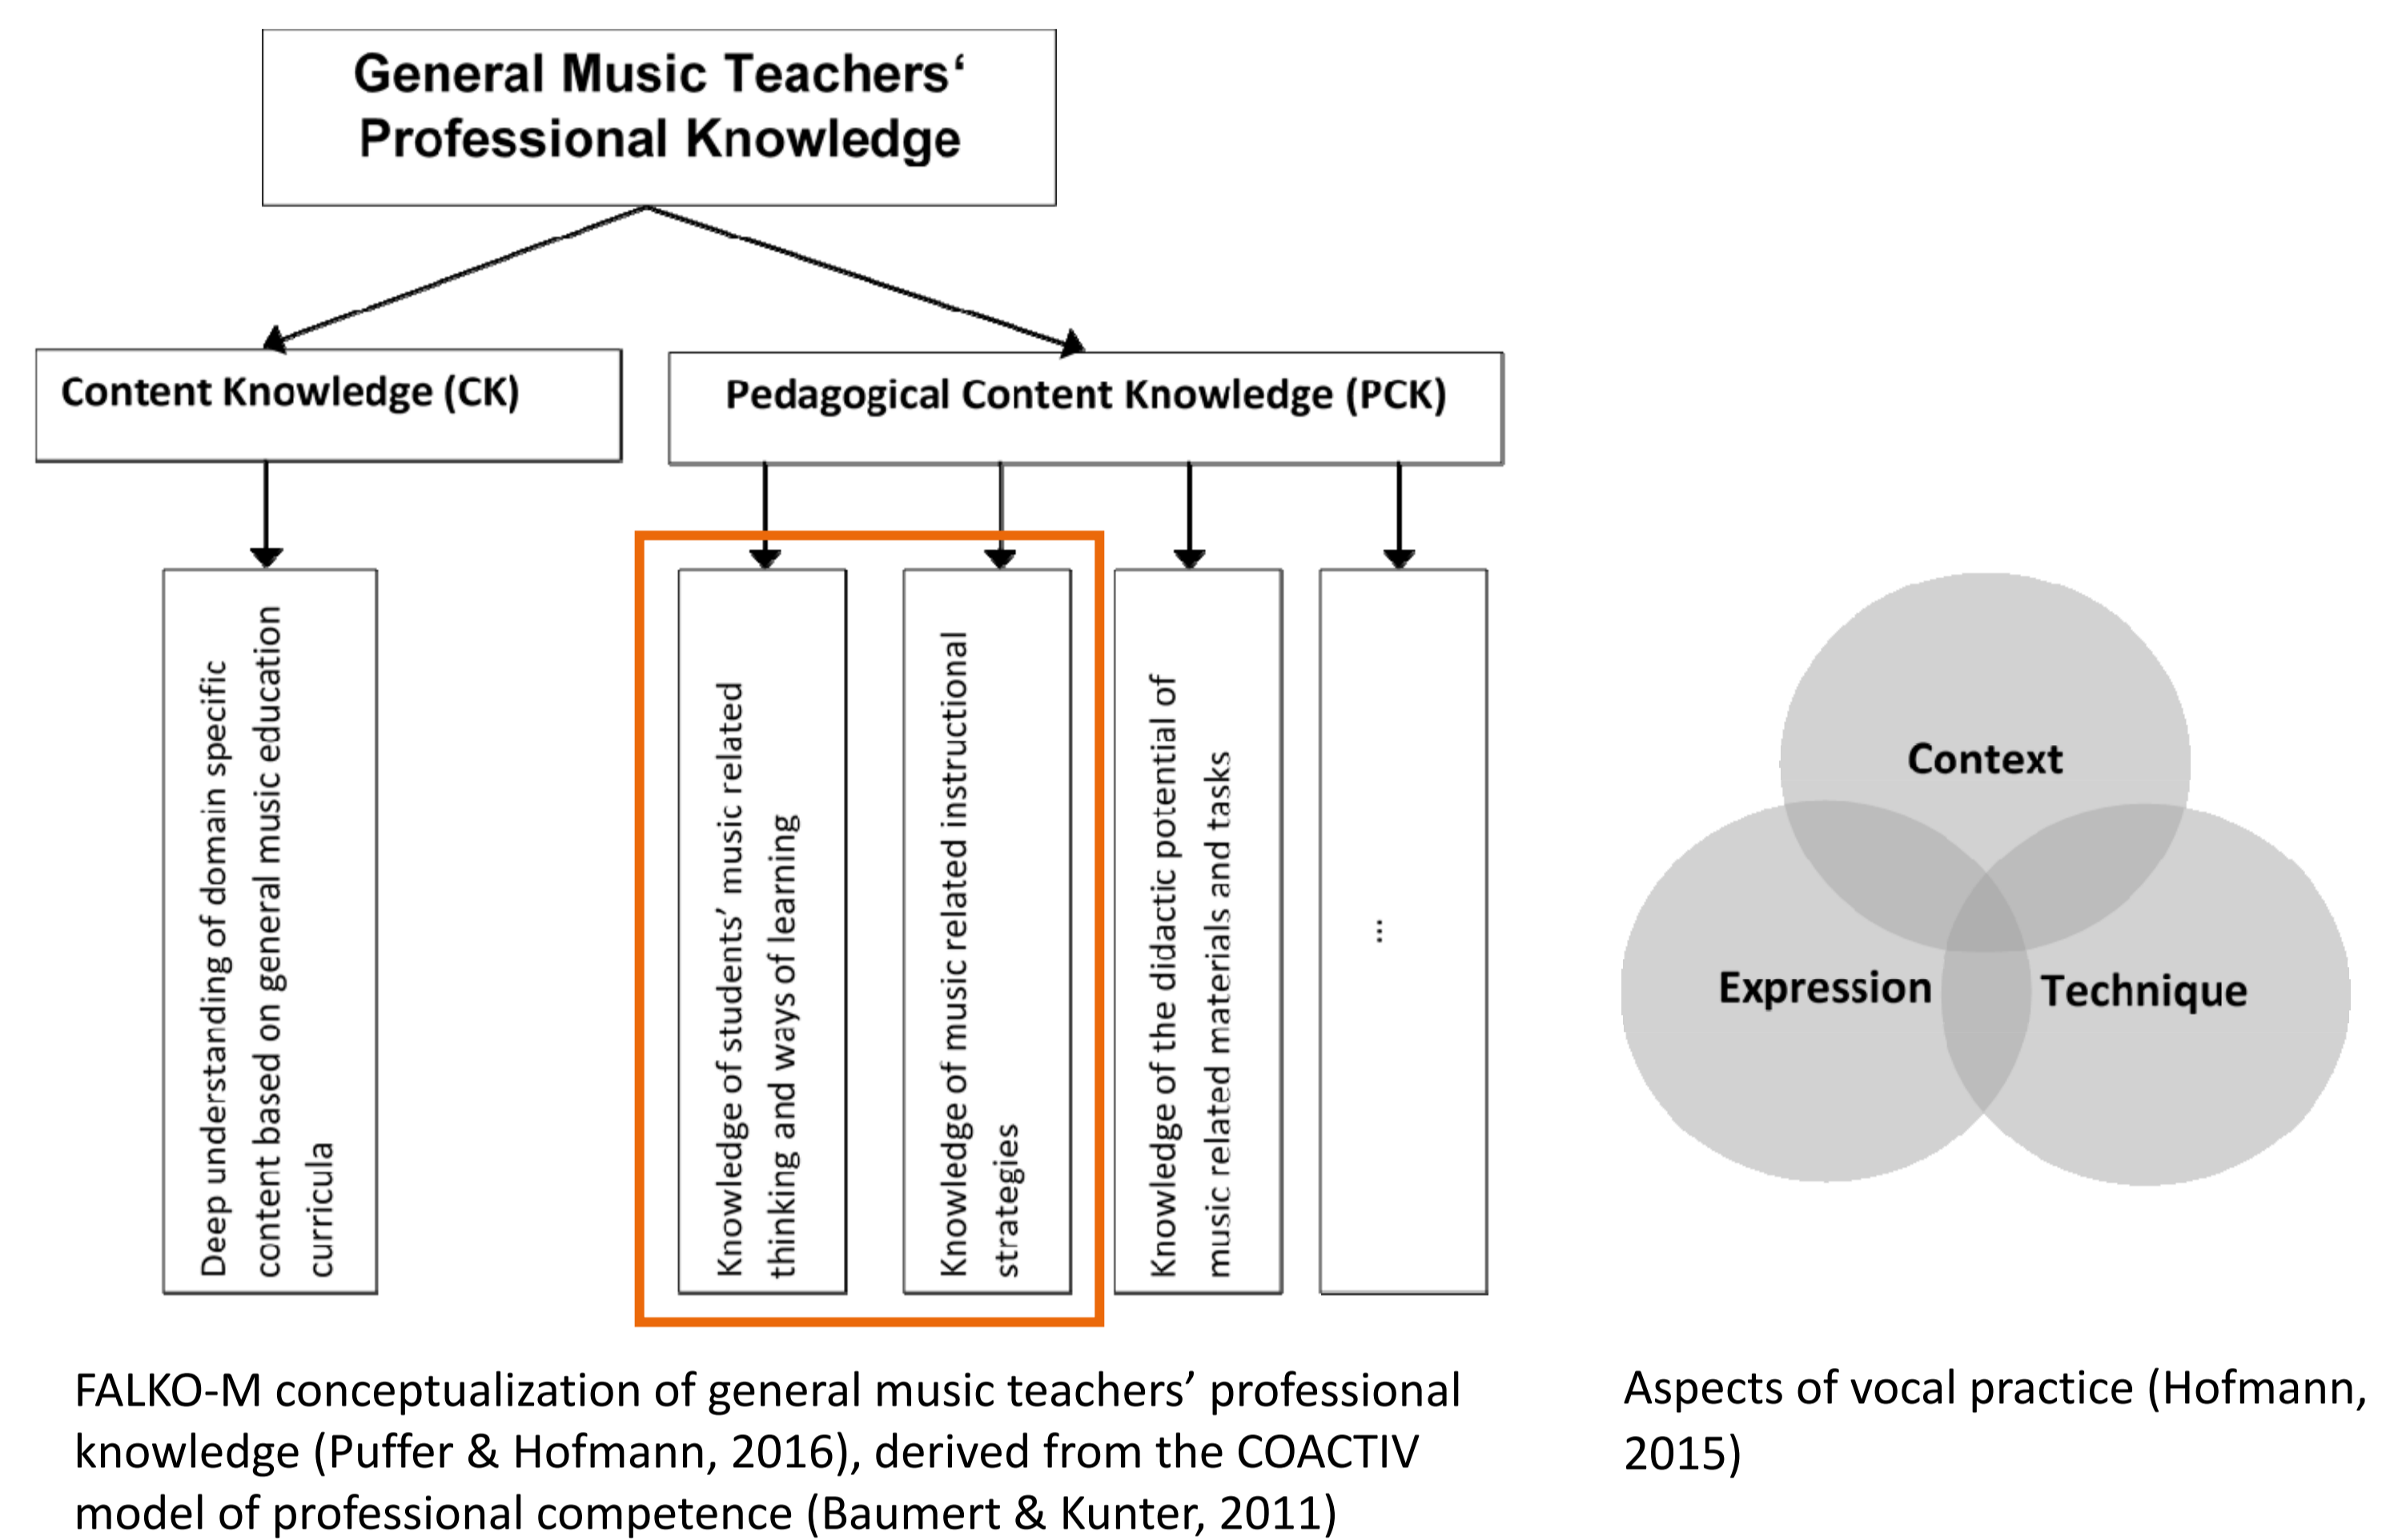 General Music Teachers‘
Professional Knowledge
Content Knowledge (CK)
Pedagogical Content Knowledge (PCK)
Deep understanding of domain specific
content based on general music education
curricula
Knowledge of students’ music related
thinking and ways of learning
Knowledge of music related instructional
strategies
Knowledge of the didactic potential of
music related materials and tasks
...
Context
Expression
Technique
FALKO-M conceptualization of general music teachers’ professional
knowledge (Puffer & Hofmann, 2016), derived from the COACTIV
model of professional competence (Baumert & Kunter, 2011)
Aspects of vocal practice (Hofmann,
2015)